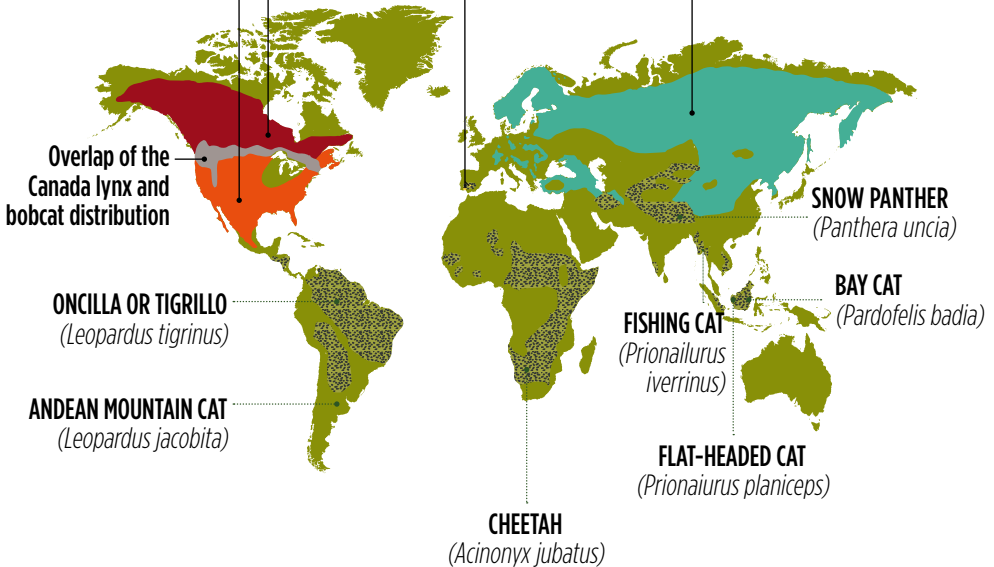 Overlap of the
Canada lynx and
bobcat distribution
SNOW PANTHER
(Panthera uncia)
ONCILLA OR TIGRILLO
(Leopardus tigrinus)
BAY CAT
(Pardofelis badia)
FISHING CAT
(Prionailurus
iverrinus)
ANDEAN MOUNTAIN CAT
(Leopardus jacobita)
FLAT-HEADED CAT
(Prionaiurus planiceps)
CHEETAH
(Acinonyx jubatus)